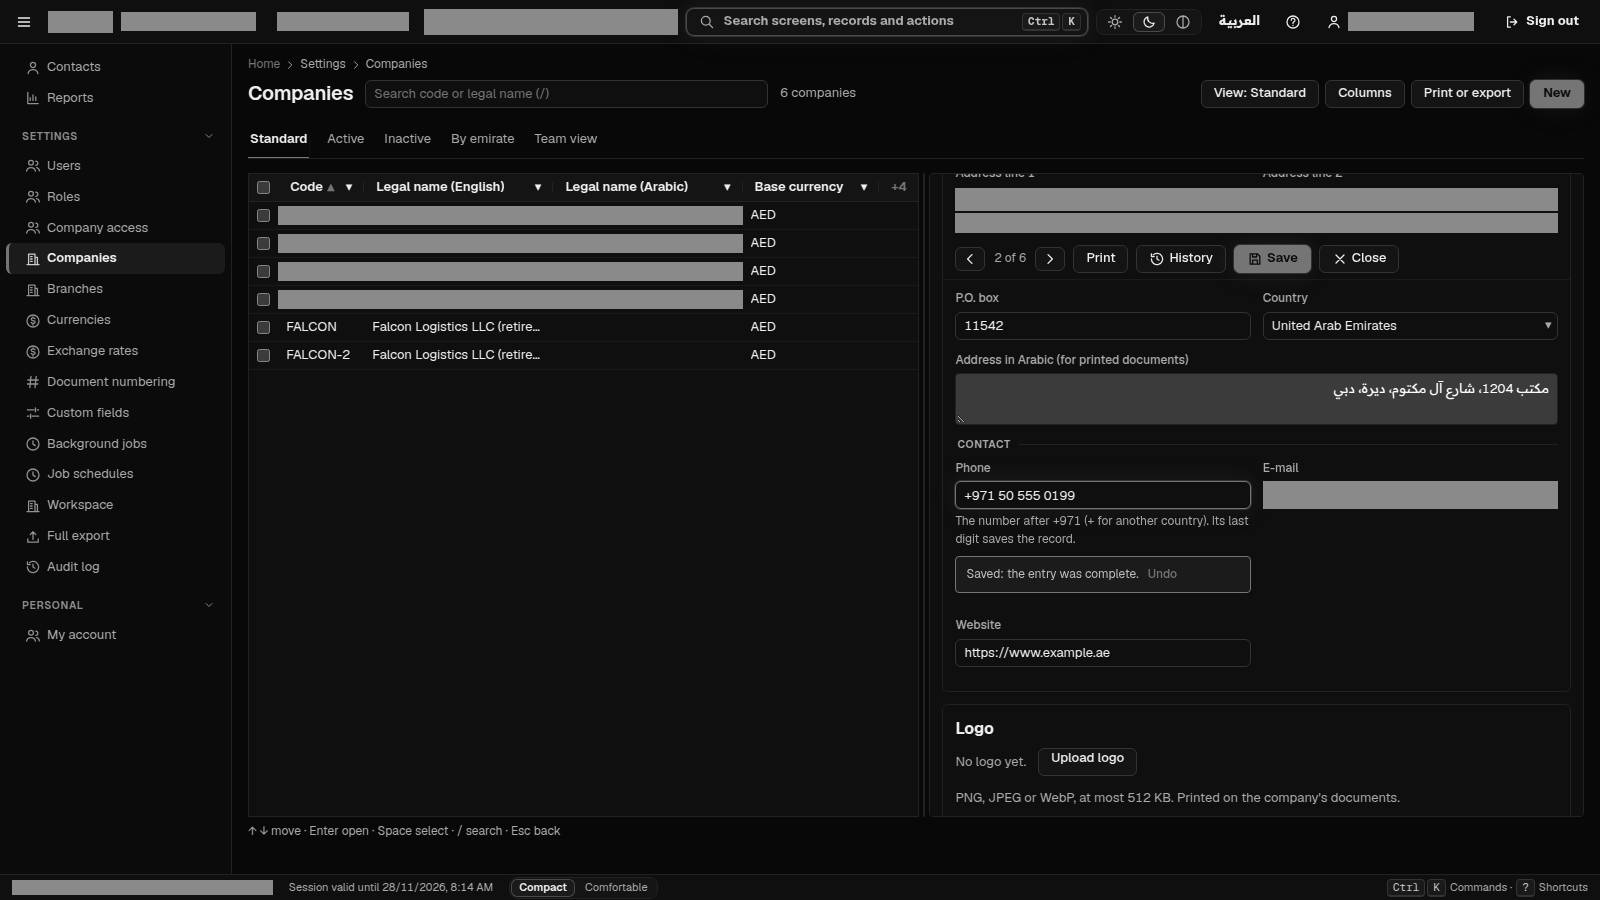 Search screens, records and actions Ctrl K العربية Sign out
Contacts
Reports
SETTINGS
Users
Roles
Company access
Companies
Branches
Currencies
Exchange rates
Document numbering
Custom fields
Background jobs
Job schedules
Workspace
Full export
Audit log
PERSONAL
My account
Home > Settings > Companies
Companies Search code or legal name (/) 6 companies View: Standard Columns Print or export New
Standard Active Inactive By emirate Team view
Code ▲ ▼ Legal name (English) ▼ Legal name (Arabic) ▼ Base currency ▼ +4
AED
AED
AED
AED
FALCON Falcon Logistics LLC (retire... AED
FALCON-2 Falcon Logistics LLC (retire... AED
↑↓ move · Enter open · Space select · / search · Esc back
Address line 1 Address line 2
2 of 6 Print History Save Close
P.O. box Country
11542 United Arab Emirates
Address in Arabic (for printed documents)
مكتب 1204، شارع آل مكتوم، ديرة، دبي
CONTACT
Phone E-mail
+971 50 555 0199
The number after +971 (+ for another country). Its last
digit saves the record.
Saved: the entry was complete. Undo
Website
https://www.example.ae
Logo
No logo yet. Upload logo
PNG, JPEG or WebP, at most 512 KB. Printed on the company's documents.
Session valid until 28/11/2026, 8:14 AM Compact Comfortable Ctrl K Commands · ? Shortcuts